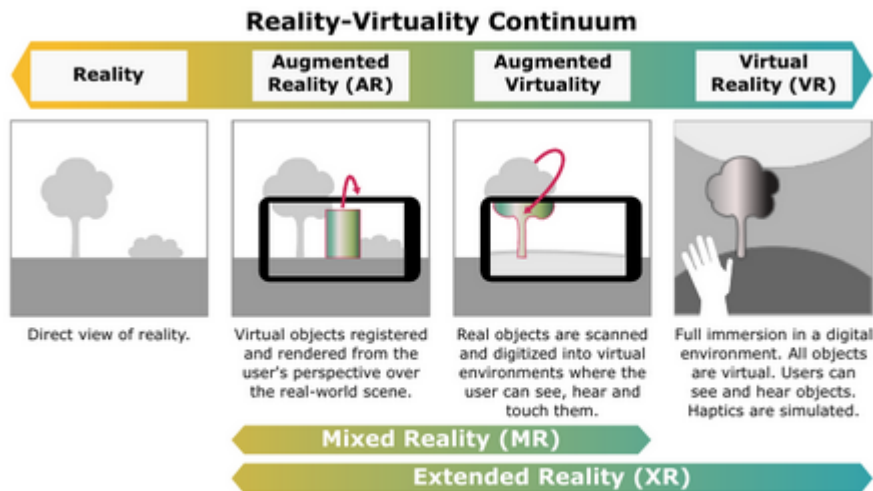 Reality-Virtuality Continuum
Reality
Augmented
Reality (AR)
Augmented
Virtuality
Virtual
Reality (VR)
Direct view of reality.
Virtual objects registered
and rendered from the
user's perspective over
the real-world scene.
Real objects are scanned
and digitized into virtual
environments where the
user can see, hear and
touch them.
Full immersion in a digital
environment. All objects
are virtual. Users can
see and hear objects.
Haptics are simulated.
Mixed Reality (MR)
Extended Reality (XR)